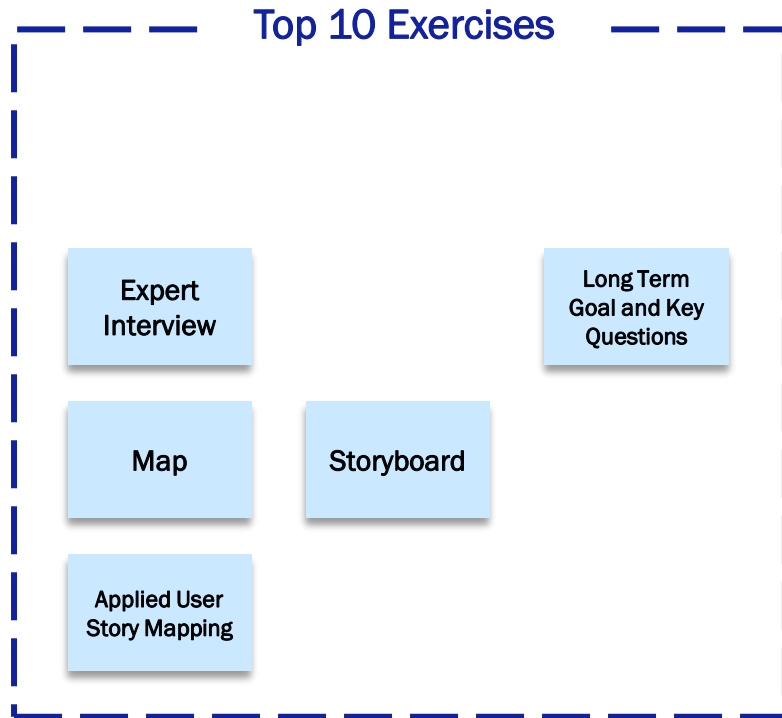 Top 10 Exercises
Expert
Interview
Long Term
Goal and Key
Questions
Map
Storyboard
Applied User
Story Mapping